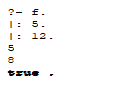 ?- f.
|: 5.
|: 12.
5
8
true .